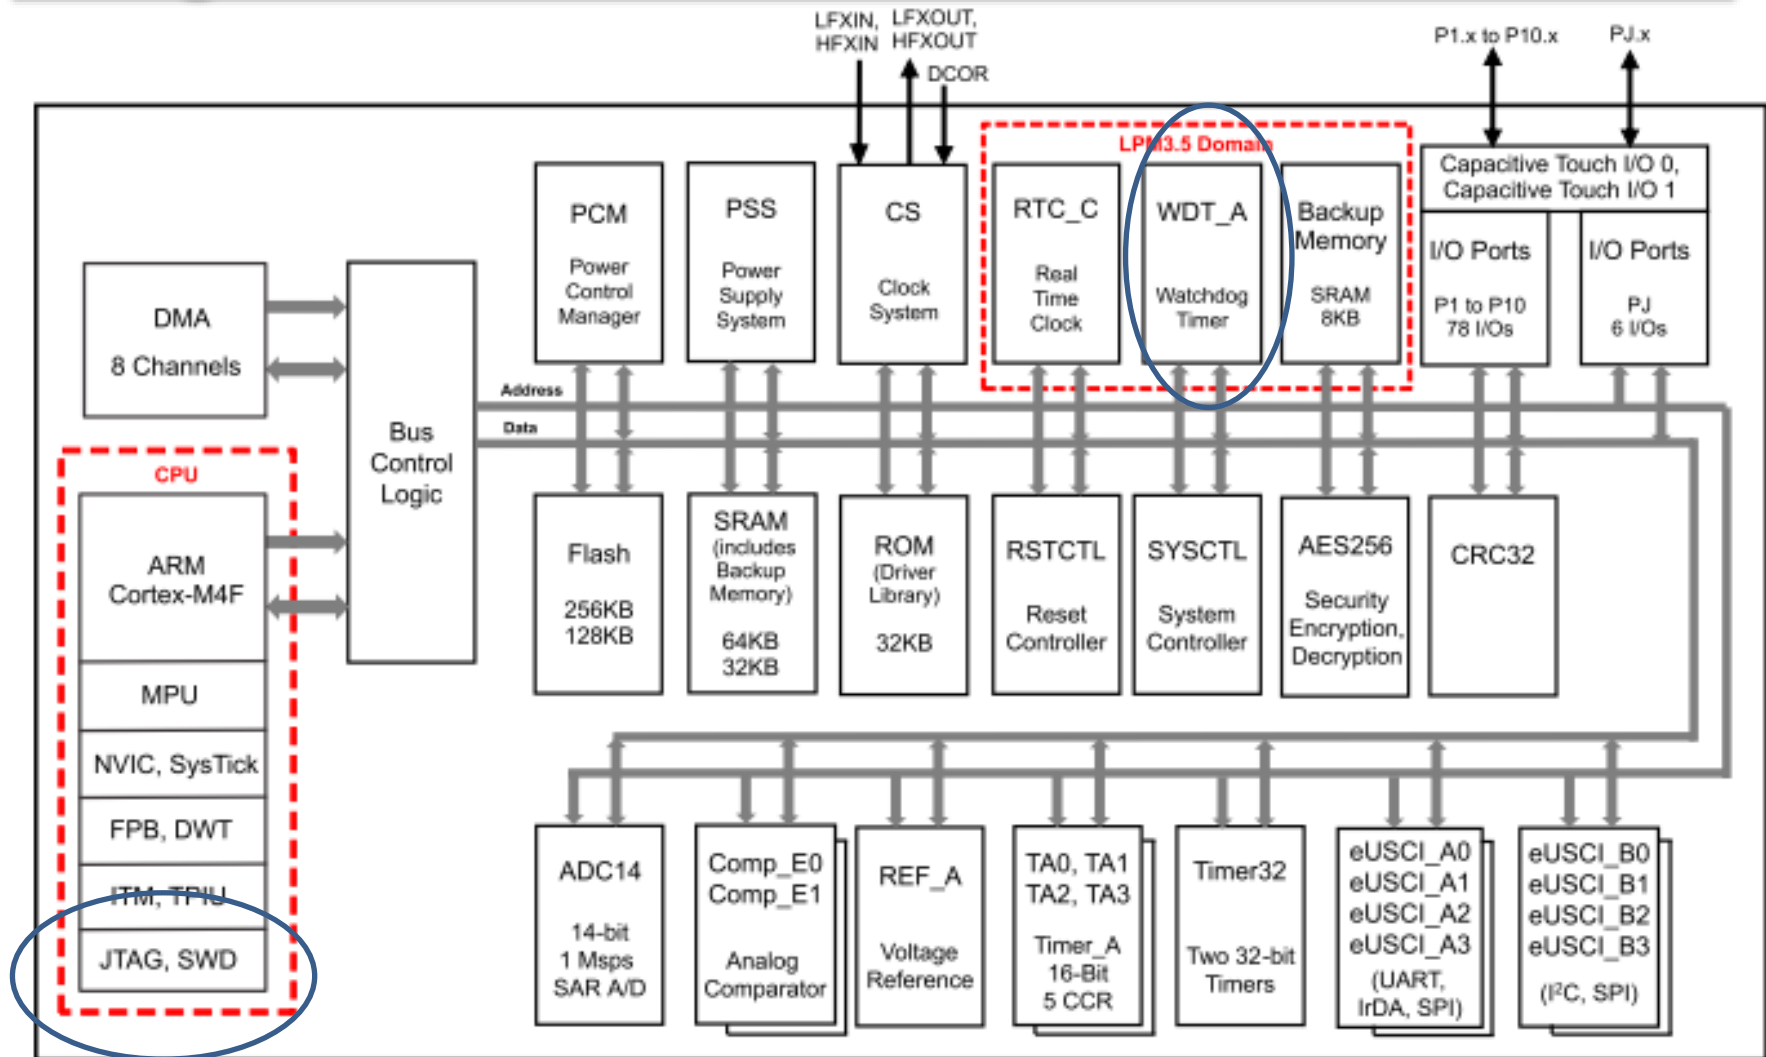 LFXIN,
HFXIN
LFXOUT,
HFXOUT
DCOR
P1.x to P10.x
PJ.x
LPM3.5 Domain
PCM
Power
Control
Manager
PSS
Power
Supply
System
CS
Clock
System
RTC_C
Real
Time
Clock
WDT_A
Watchdog
Timer
Backup
Memory
SRAM
8KB
Capacitive Touch I/O 0,
Capacitive Touch I/O 1
I/O Ports
P1 to P10
78 I/Os
I/O Ports
PJ
6 I/Os
DMA
8 Channels
Bus
Control
Logic
Address
Data
CPU
ARM
Cortex-M4F
MPU
NVIC, SysTick
FPB, DWT
ITM, TPIU
JTAG, SWD
Flash
256KB
128KB
SRAM
(includes
Backup
Memory)
64KB
32KB
ROM
(Driver
Library)
32KB
RSTCTL
Reset
Controller
SYSCTL
System
Controller
AES256
Security
Encryption,
Decryption
CRC32
ADC14
14-bit
1 Msps
SAR A/D
Comp_E0
Comp_E1
Analog
Comparator
REF_A
Voltage
Reference
TA0, TA1
TA2, TA3
Timer_A
16-Bit
5 CCR
Timer32
Two 32-bit
Timers
eUSCI_A0
eUSCI_A1
eUSCI_A2
eUSCI_A3
(UART,
IrDA, SPI)
eUSCI_B0
eUSCI_B1
eUSCI_B2
eUSCI_B3
(I²C, SPI)